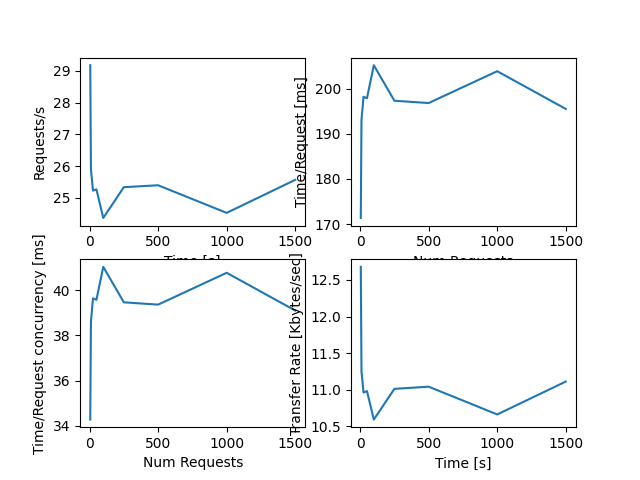 Requests/s
29
28
27
26
25
0 500 1000 1500
Time [s]
Time/Request [ms]
200
190
180
170
0 500 1000 1500
Num Requests
Time/Request concurrency [ms]
40
38
36
34
0 500 1000 1500
Num Requests
Transfer Rate [Kbytes/sec]
12.5
12.0
11.5
11.0
10.5
0 500 1000 1500
Time [s]